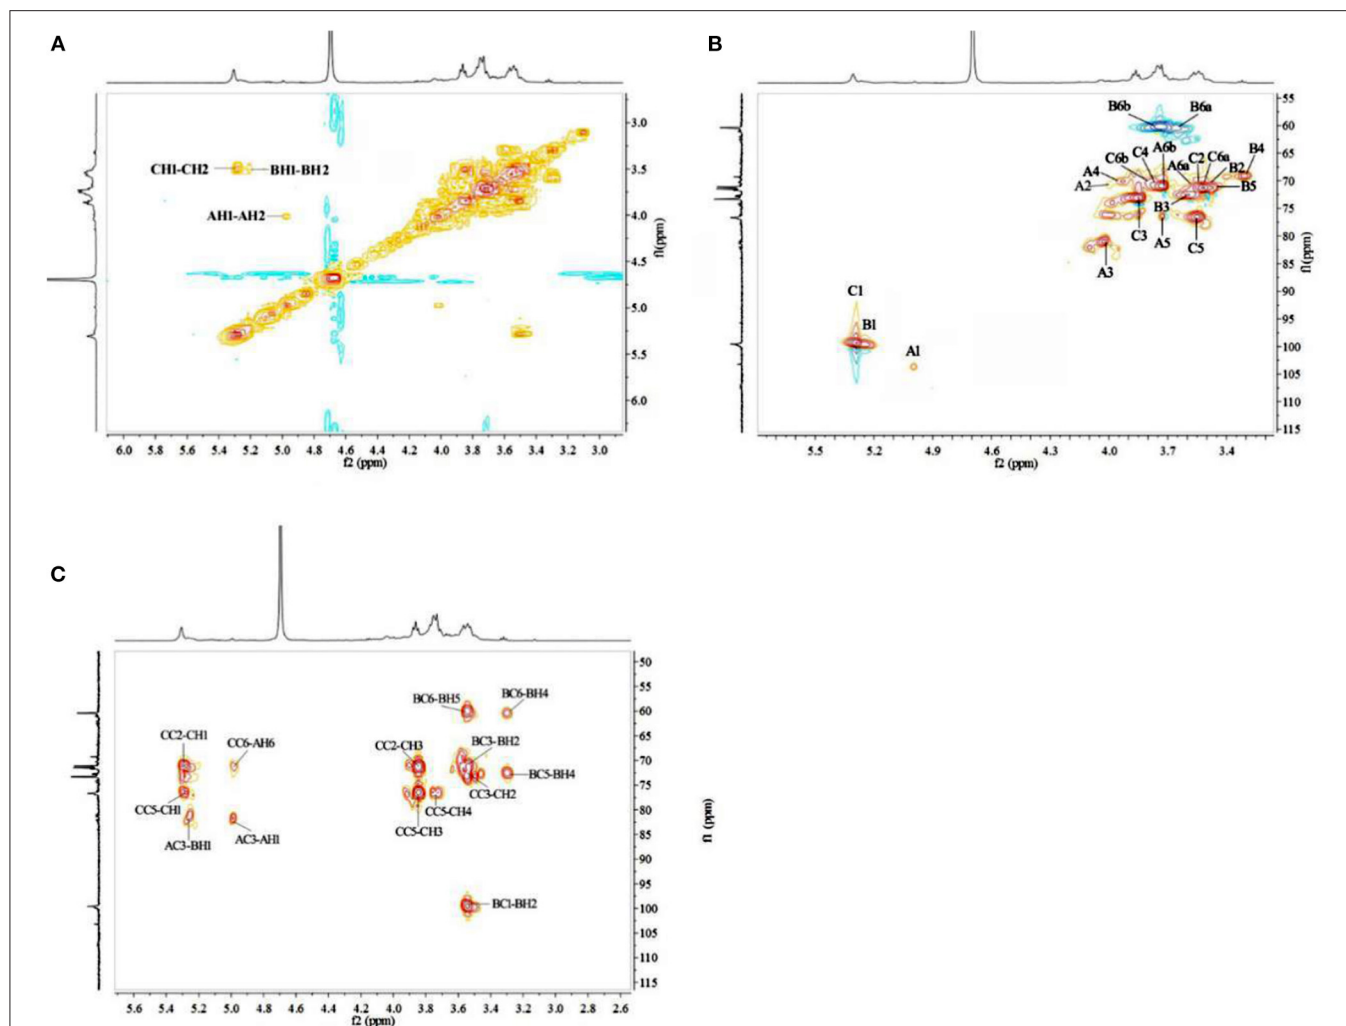 A
3.0
CH1-CH2
BH1-BH2
3.5
AH1-AH2
4.0
4.5
5.0
5.5
6.0
f1(ppm)
6.0 5.8 5.6 5.4 5.2 5.0 4.8 4.6 4.4 4.2 4.0 3.8 3.6 3.4 3.2 3.0
f2 (ppm)
B
55
B6b B6a
60
A6b
65
C4 C2
C6b C6a B4
A4 A6a B2
70
A2 B5
75
B3
80
C3 A5 C5
A3
85
90
C1
95
B1
100
A1
105
110
115
f1(ppm)
5.5 5.2 4.9 4.6 4.3 4.0 3.7 3.4
f2 (ppm)
C
50
55
BC6-BH5 BC6-BH4
60
65
CC2-CH1 CC6-AH6 CC2-CH3 BC3-BH2
70
BC5-BH4
75
CC3-CH2
CC5-CH1 CC5-CH4
80
CC5-CH3
85
AC3-BH1 AC3-AH1
90
95
BC1-BH2
100
105
110
115
f1 (ppm)
5.6 5.4 5.2 5.0 4.8 4.6 4.4 4.2 4.0 3.8 3.6 3.4 3.2 3.0 2.8 2.6
f2 (ppm)